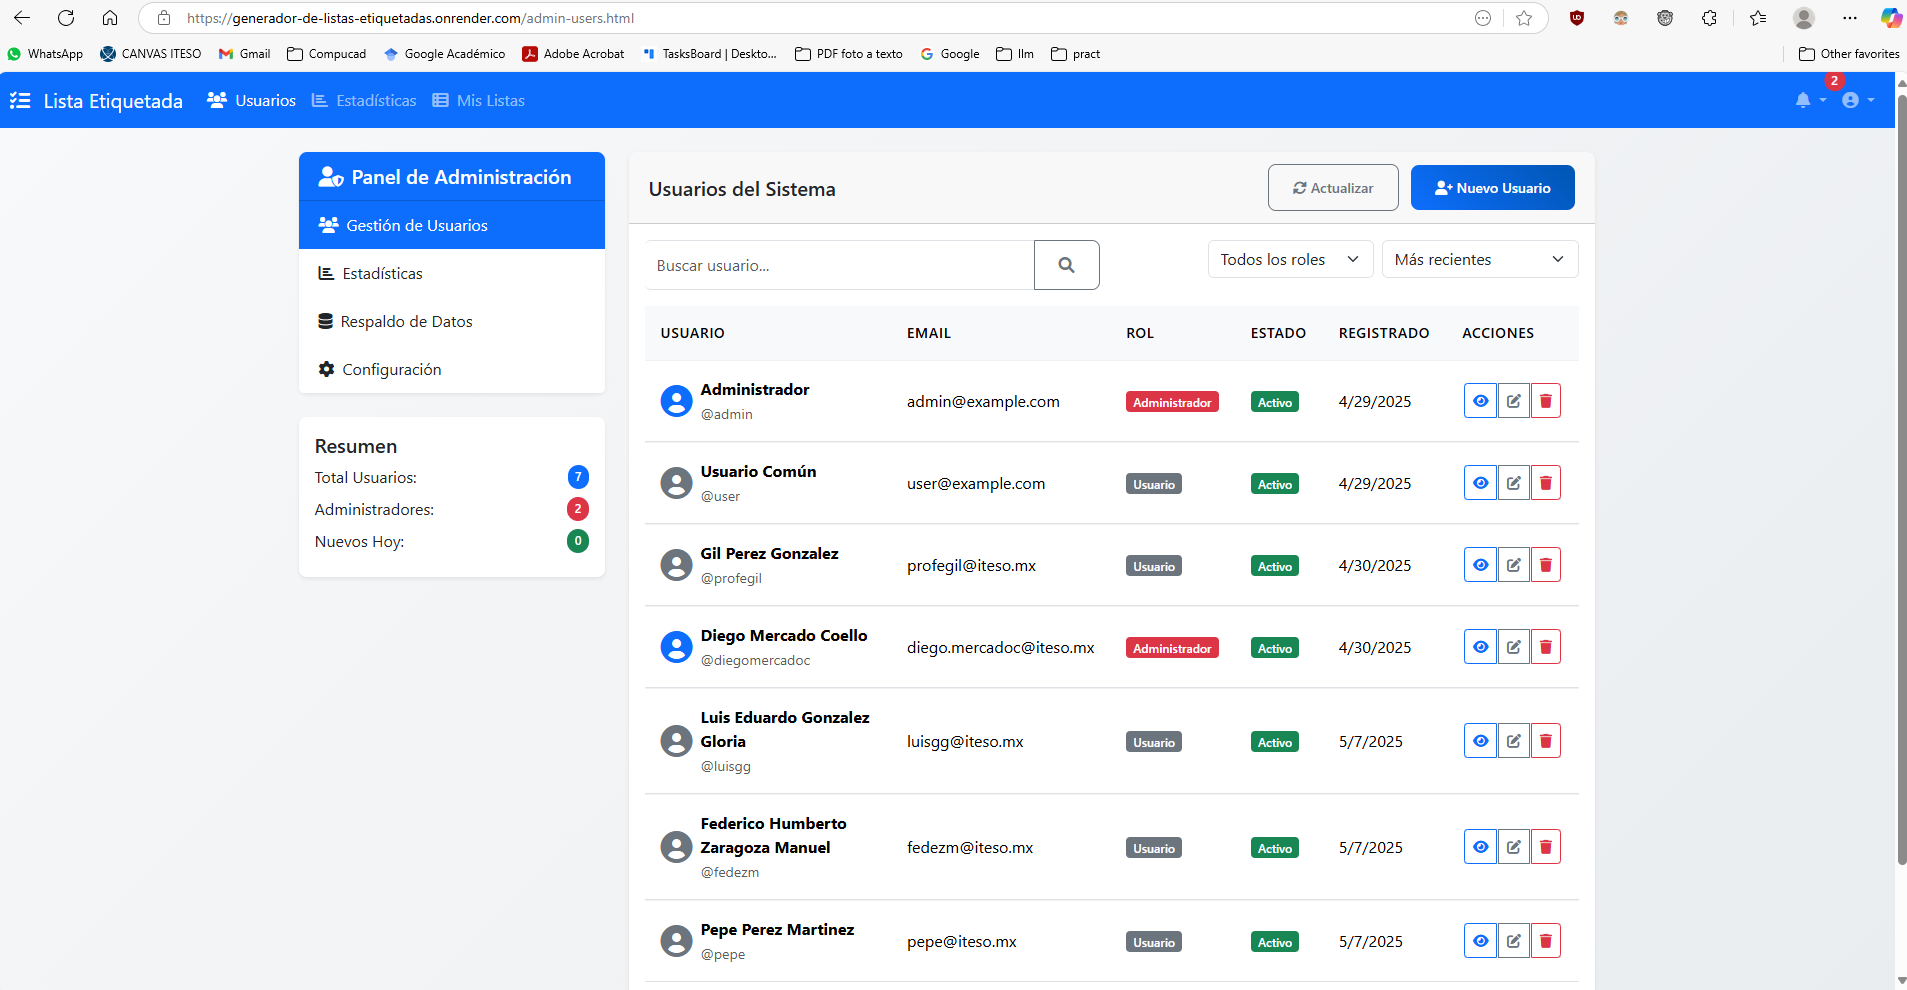 https://generador-de-listas-etiquetadas.onrender.com/admin-users.html
WhatsApp CANVAS ITESO Gmail Compucad Google Académico Adobe Acrobat TasksBoard | Deskto... PDF foto a texto Google llm pract Other favorites
Lista Etiquetada Usuarios Estadísticas Mis Listas 2
Panel de Administración
Gestión de Usuarios
Estadísticas
Respaldo de Datos
Configuración
Resumen
Total Usuarios: 7
Administradores: 2
Nuevos Hoy: 0
Usuarios del Sistema Actualizar Nuevo Usuario
Buscar usuario... Todos los roles Más recientes
USUARIO EMAIL ROL ESTADO REGISTRADO ACCIONES
Administrador
@admin
admin@example.com Administrador Activo 4/29/2025
Usuario Común
@user
user@example.com Usuario Activo 4/29/2025
Gil Perez Gonzalez
@profegil
profegil@iteso.mx Usuario Activo 4/30/2025
Diego Mercado Coello
@diegomercadoc
diego.mercadoc@iteso.mx Administrador Activo 4/30/2025
Luis Eduardo Gonzalez
Gloria
@luisgg
luisgg@iteso.mx Usuario Activo 5/7/2025
Federico Humberto
Zaragoza Manuel
@fedezm
fedezm@iteso.mx Usuario Activo 5/7/2025
Pepe Perez Martinez
@pepe
pepe@iteso.mx Usuario Activo 5/7/2025